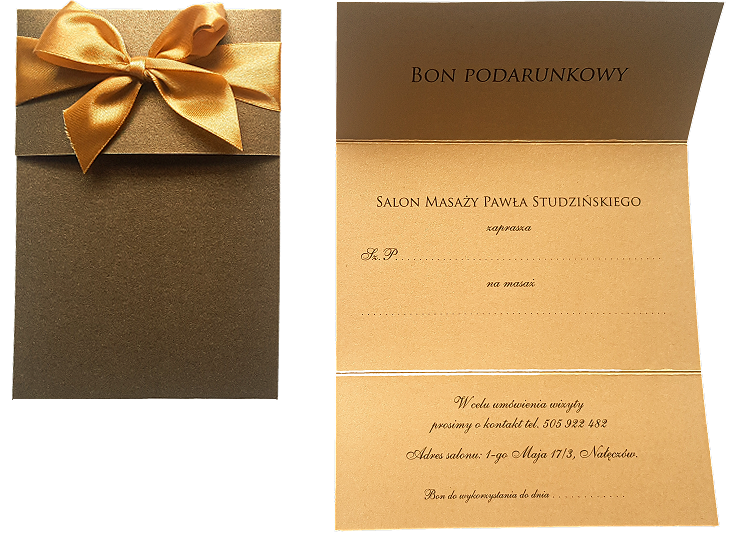 BON PODARUNKOWY
SALON MASAŻY PAWŁA STUDZIŃSKIEGO
zaprasza
Sz. P.......................................................
na masaż
................................................................
W celu umówienia wizyty
prosimy o kontakt tel. 505 922 482
Adres salonu: 1-go Maja 17/3, Nałęczów.
Bon do wykorzystania do dnia .............